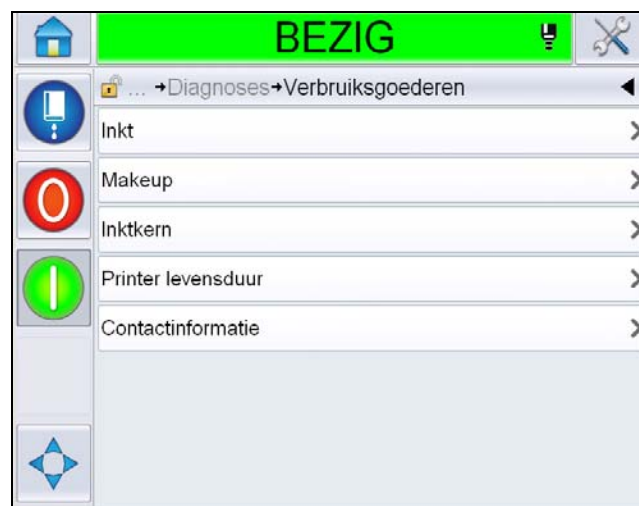 BEZIG
... →Diagnoses→Verbruiksgoederen
Inkt
Makeup
Inktkern
Printer levensduur
Contactinformatie